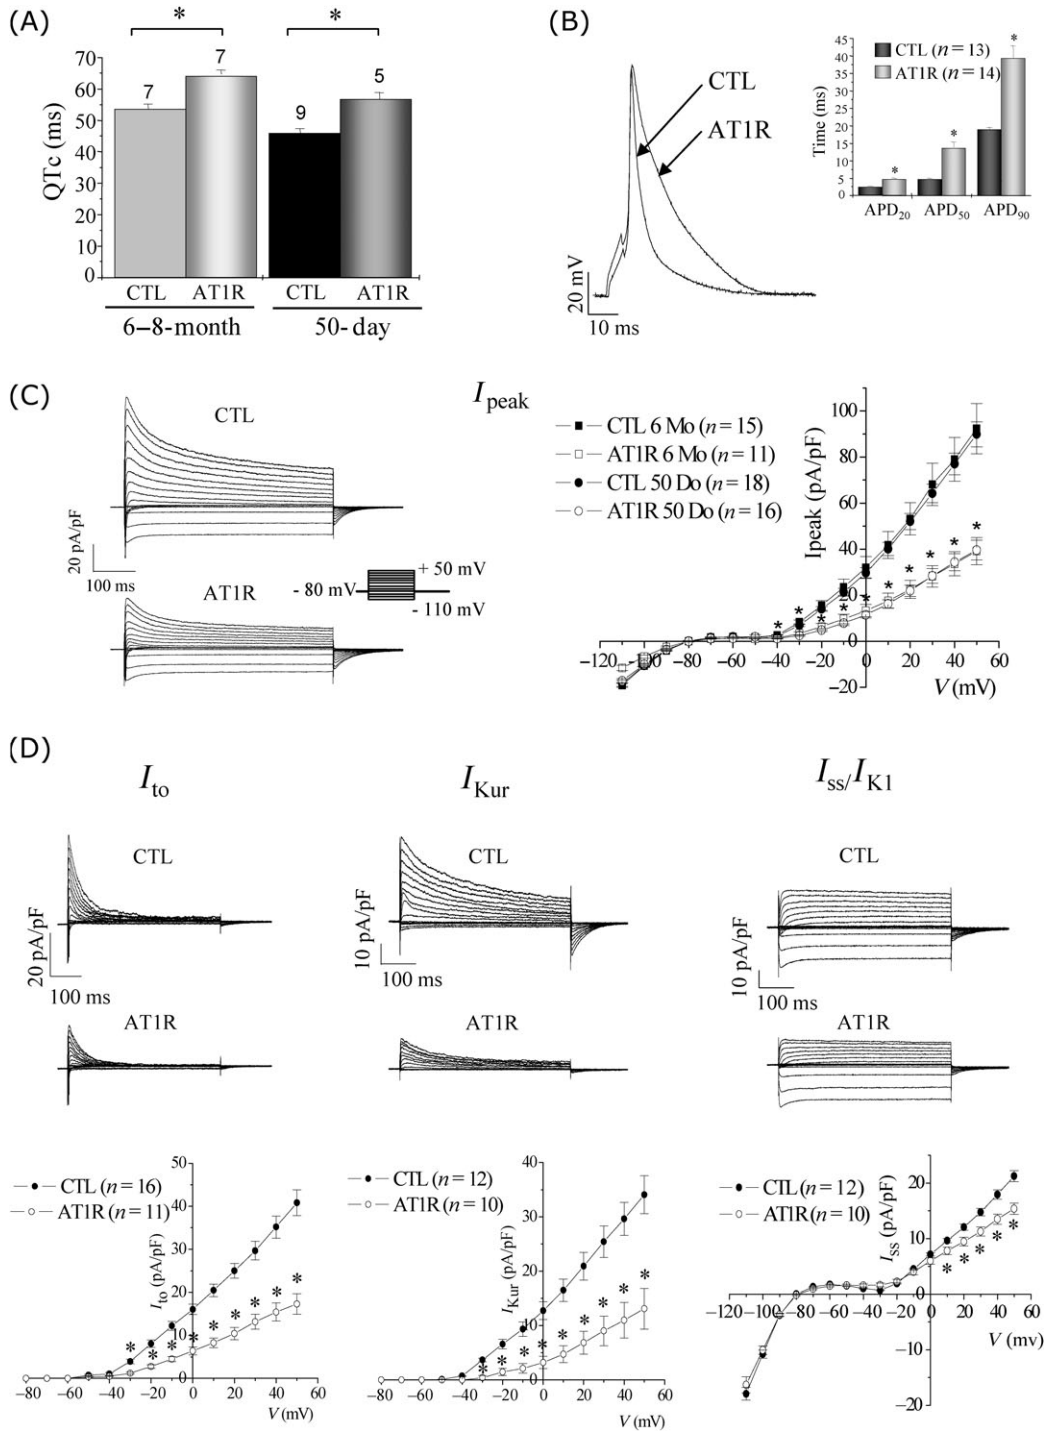 (A)
QTc (ms)
80
70
60
50
40
30
20
10
0
*
*
7
7
9
5
CTL AT1R CTL AT1R
6–8-month 50-day
(B)
CTL
AT1R
20 mV
10 ms
Time (ms)
45
40
35
30
25
20
15
10
5
0
CTL (n = 13)
AT1R (n = 14)
*
*
*
APD20 APD50 APD90
(C)
CTL
20 pA/pF
100 ms
AT1R
+ 50 mV
- 80 mV
- 110 mV
Ipeak
CTL 6 Mo (n = 15)
AT1R 6 Mo (n = 11)
CTL 50 Do (n = 18)
AT1R 50 Do (n = 16)
Ipeak (pA/pF)
100
80
60
40
20
0
−20
* * * * * * * * * *
−120 −100 −80 −60 −40 −20 0 20 40 60
V (mV)
(D)
Ito IKur Iss/IK1
CTL CTL CTL
20 pA/pF 10 pA/pF 10 pA/pF
100 ms 100 ms 100 ms
AT1R AT1R AT1R
CTL (n = 16)
AT1R (n = 11)
Ito (pA/pF)
50
40
30
20
10
0
* * * * * * * * *
−80 −60 −40 −20 0 20 40 60
V (mV)
CTL (n = 12)
AT1R (n = 10)
IKur (pA/pF)
40
30
20
10
0
* * * * * * * * *
−80 −60 −40 −20 0 20 40 60
V (mV)
CTL (n = 12)
AT1R (n = 10)
Iss (pA/pF)
20
10
0
−10
−20
* * * * *
−120 −100 −80 −60 −40 −20 0 20 40 60
V (mv)